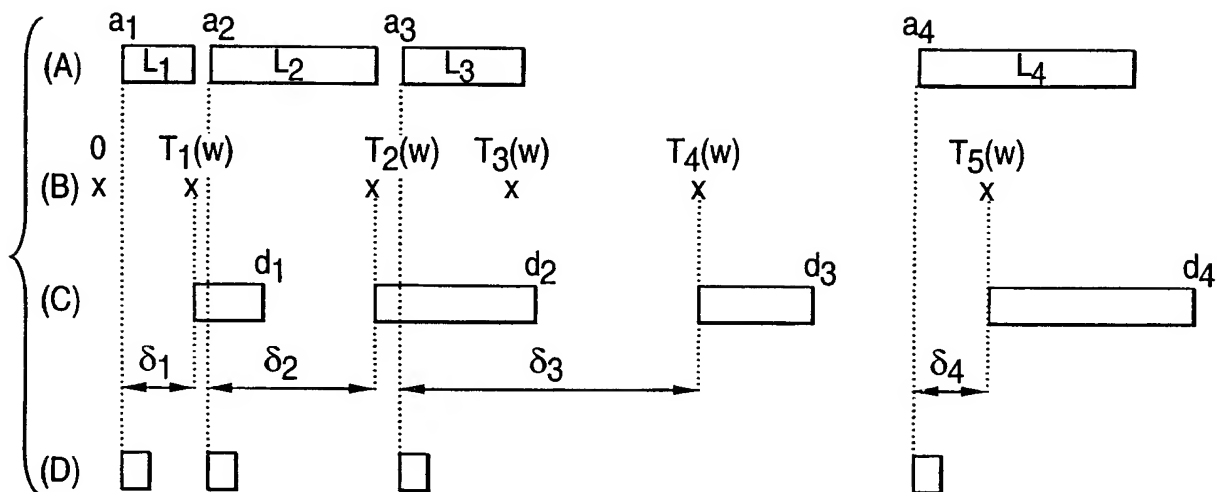 a1 a2 a3 a4
(A) L1 L2 L3 L4
0 T1(w) T2(w) T3(w) T4(w) T5(w)
(B) x x x x x x
d1 d2 d3 d4
(C)
δ1 δ2 δ3 δ4
(D)